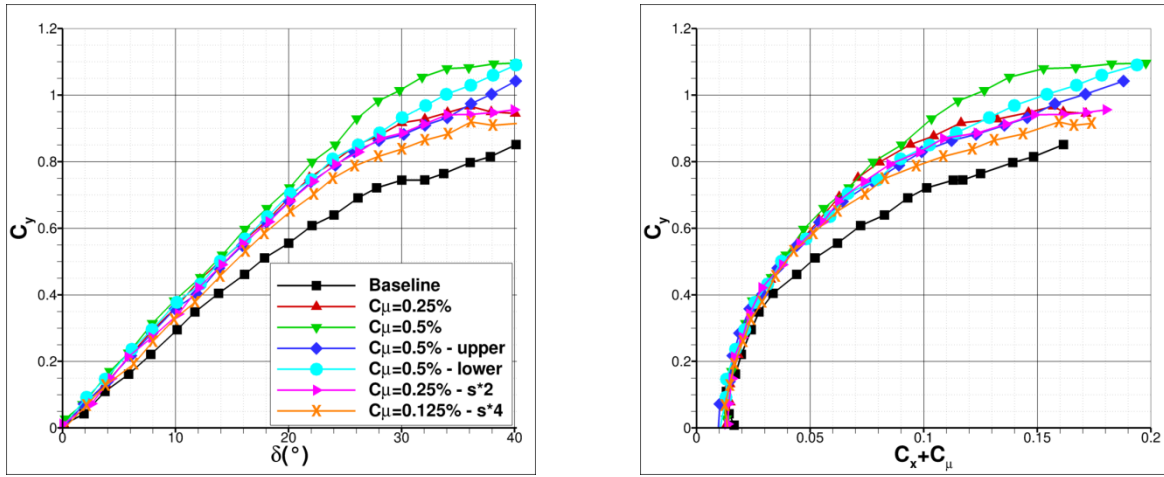 1.2
1
0.8
0.6
0.4
0.2
0
C_y
0 10 20 30 40
δ(°)
Baseline
Cμ=0.25%
Cμ=0.5%
Cμ=0.5% - upper
Cμ=0.5% - lower
Cμ=0.25% - s*2
Cμ=0.125% - s*4
1.2
1
0.8
0.6
0.4
0.2
0
C_y
0.05 0.1 0.15 0.2
C_x+C_μ